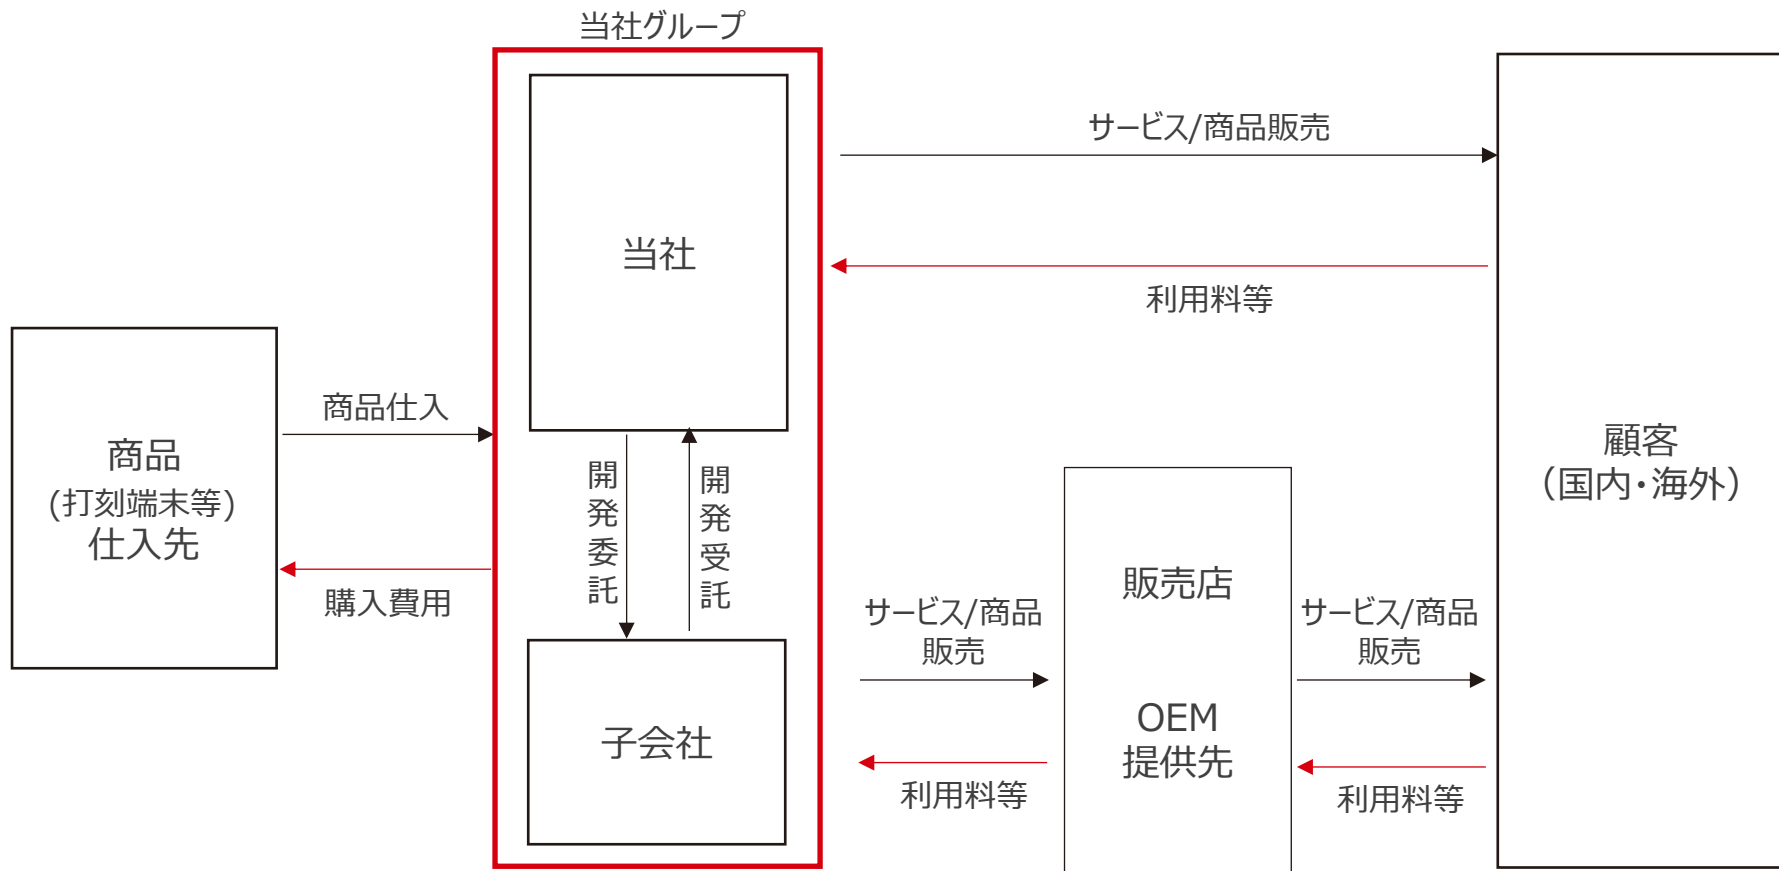 当社グループ
当社
サービス/商品販売
利用料等
商品
(打刻端末等)
仕入先
商品仕入
購入費用
開発委託
開発受託
子会社
サービス/商品
販売
利用料等
販売店
OEM
提供先
サービス/商品
販売
利用料等
顧客
（国内・海外）